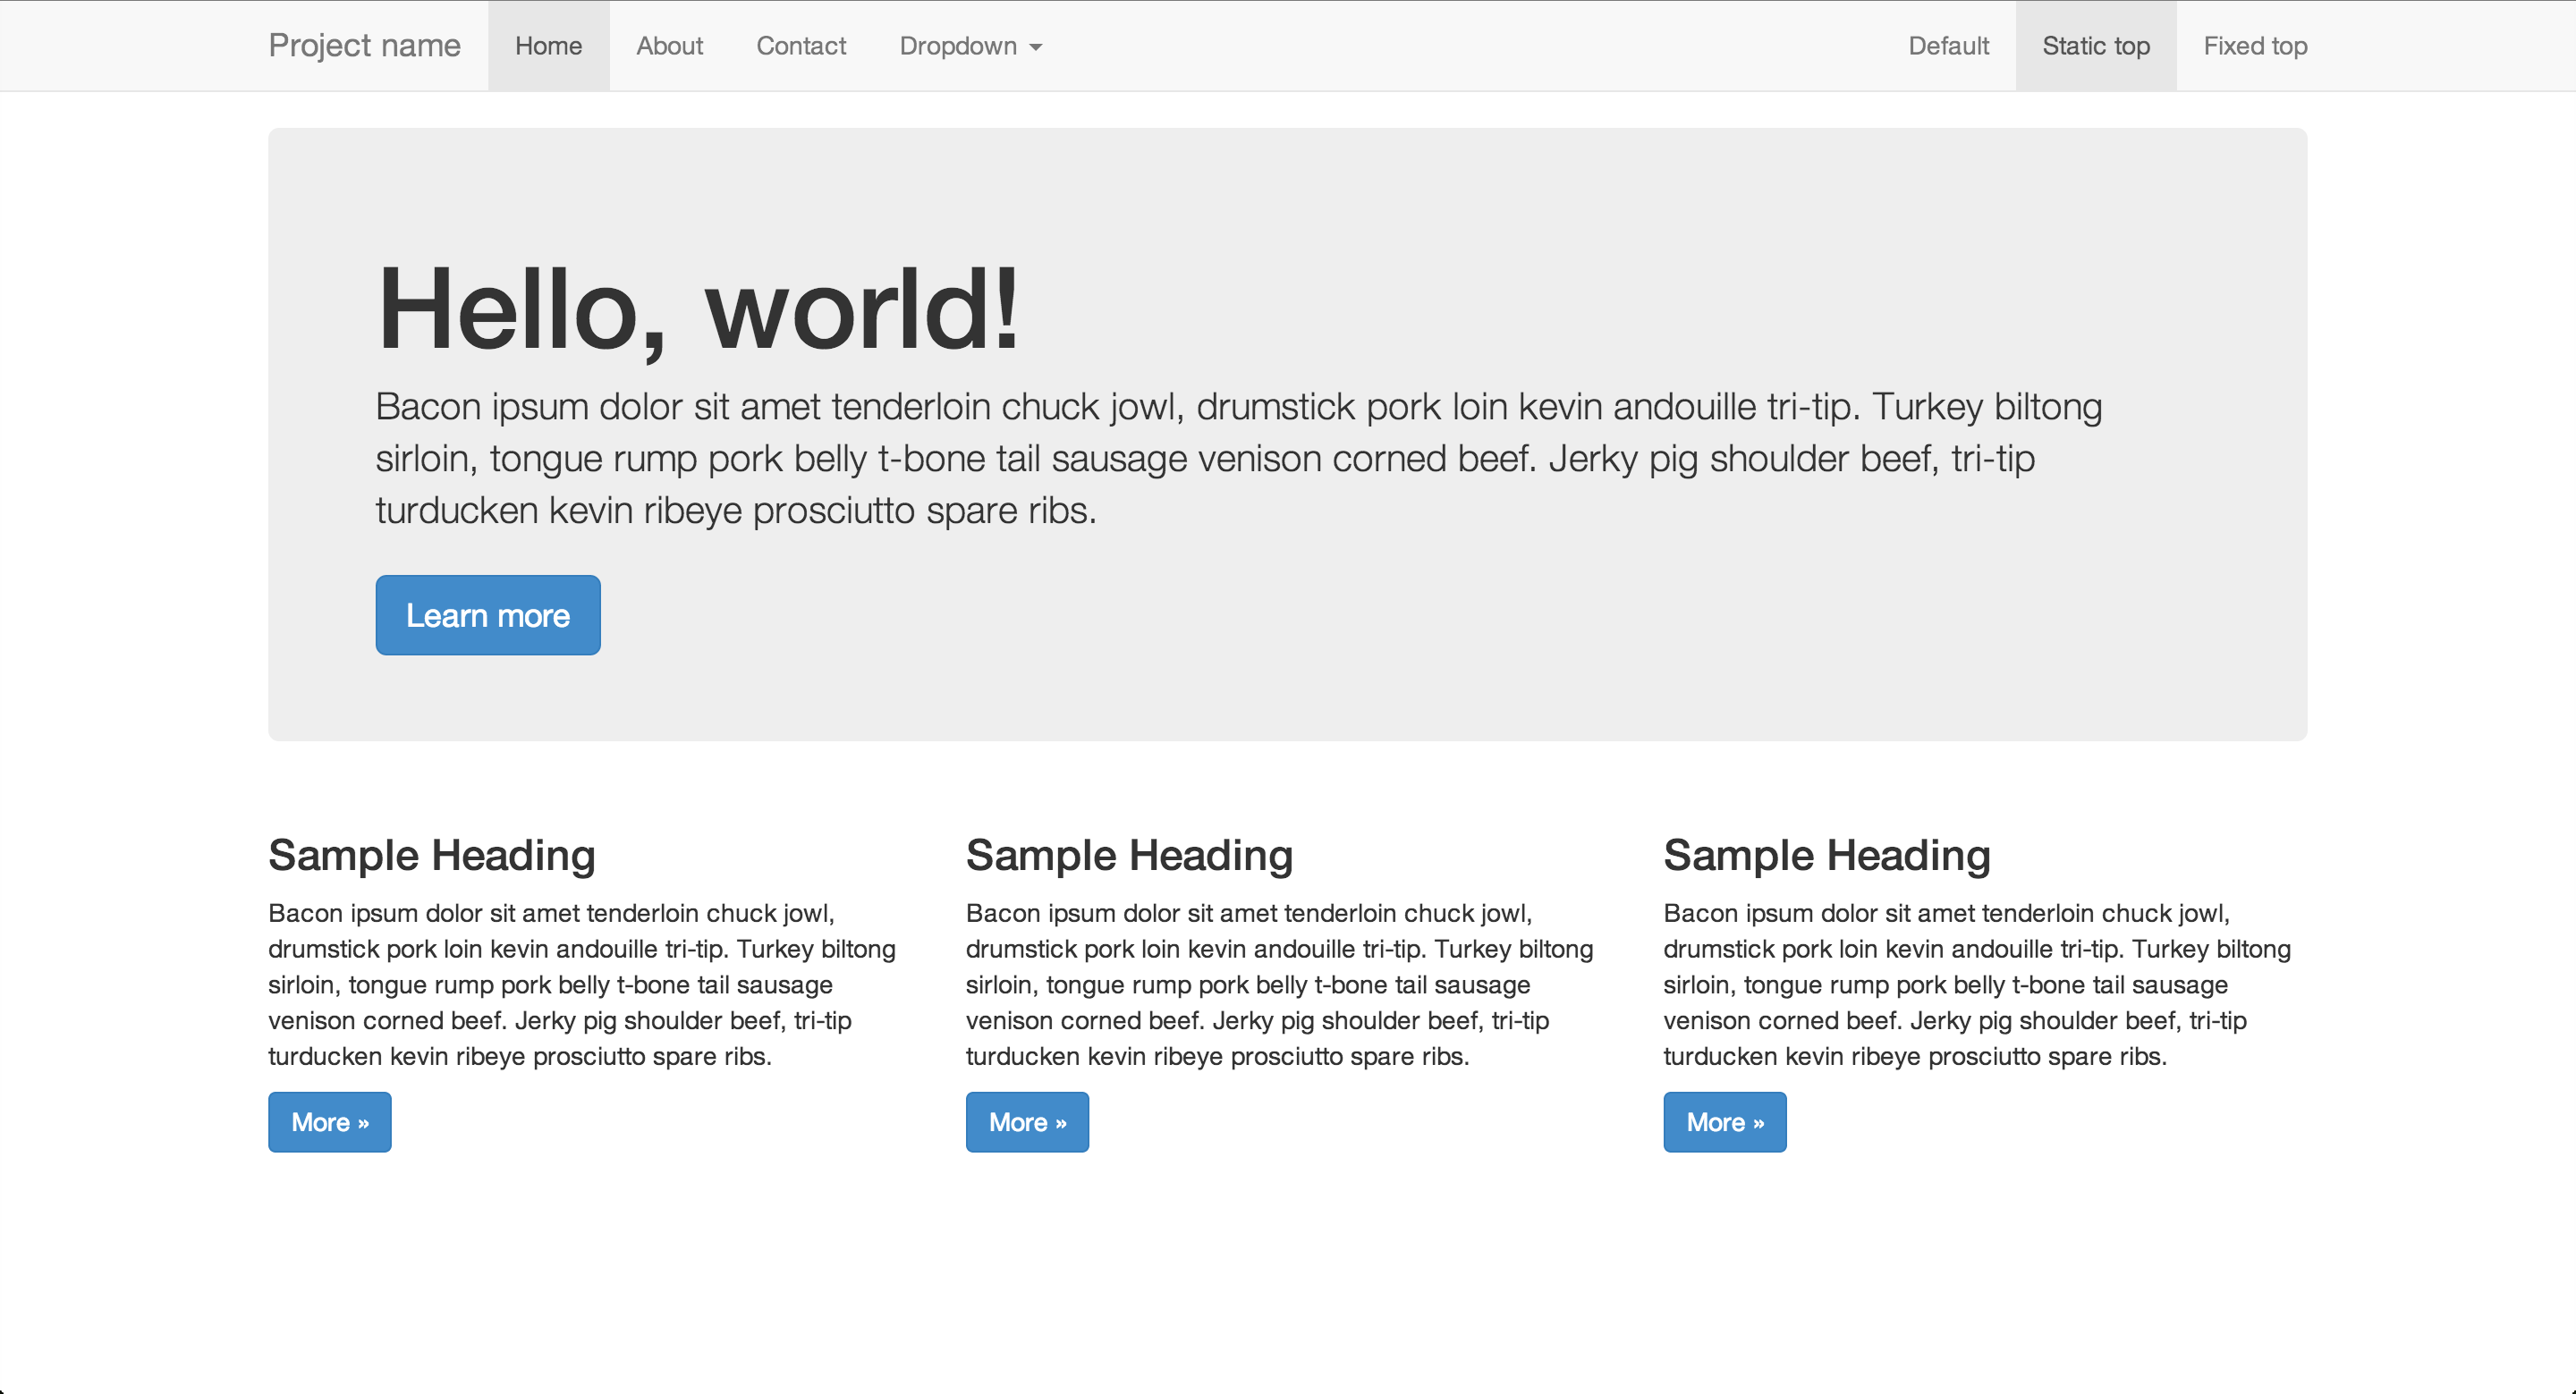 Project name Home About Contact Dropdown Default Static top Fixed top
Hello, world!
Bacon ipsum dolor sit amet tenderloin chuck jowl, drumstick pork loin kevin andouille tri-tip. Turkey biltong
sirloin, tongue rump pork belly t-bone tail sausage venison corned beef. Jerky pig shoulder beef, tri-tip
turducken kevin ribeye prosciutto spare ribs.
Learn more
Sample Heading
Bacon ipsum dolor sit amet tenderloin chuck jowl,
drumstick pork loin kevin andouille tri-tip. Turkey biltong
sirloin, tongue rump pork belly t-bone tail sausage
venison corned beef. Jerky pig shoulder beef, tri-tip
turducken kevin ribeye prosciutto spare ribs.
More »
Sample Heading
Bacon ipsum dolor sit amet tenderloin chuck jowl,
drumstick pork loin kevin andouille tri-tip. Turkey biltong
sirloin, tongue rump pork belly t-bone tail sausage
venison corned beef. Jerky pig shoulder beef, tri-tip
turducken kevin ribeye prosciutto spare ribs.
More »
Sample Heading
Bacon ipsum dolor sit amet tenderloin chuck jowl,
drumstick pork loin kevin andouille tri-tip. Turkey biltong
sirloin, tongue rump pork belly t-bone tail sausage
venison corned beef. Jerky pig shoulder beef, tri-tip
turducken kevin ribeye prosciutto spare ribs.
More »